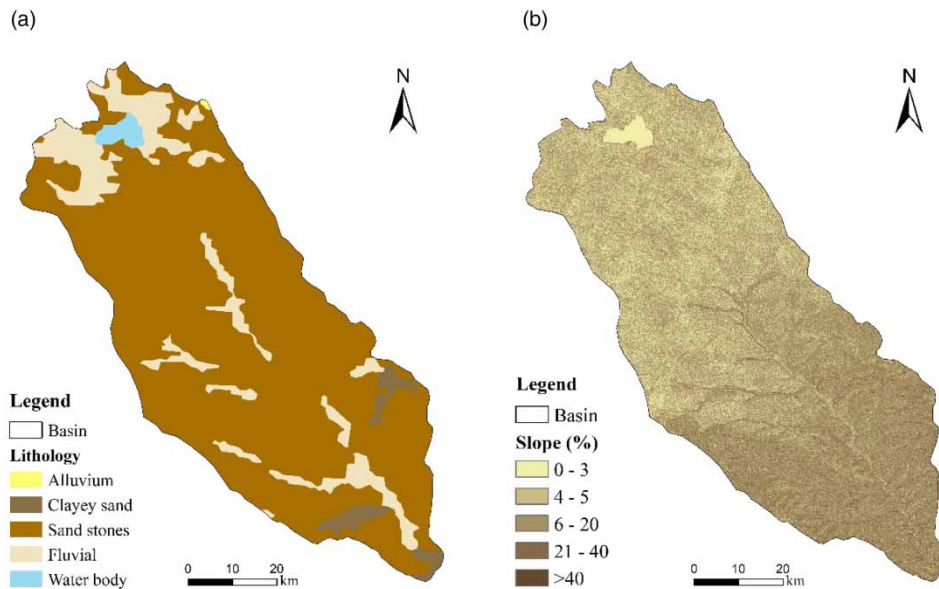 (a)
N
Legend
Basin
Lithology
Alluvium
Clayey sand
Sand stones
Fluvial
Water body
0 10 20
km
(b)
N
Legend
Basin
Slope (%)
0 - 3
4 - 5
6 - 20
21 - 40
>40
0 10 20
km